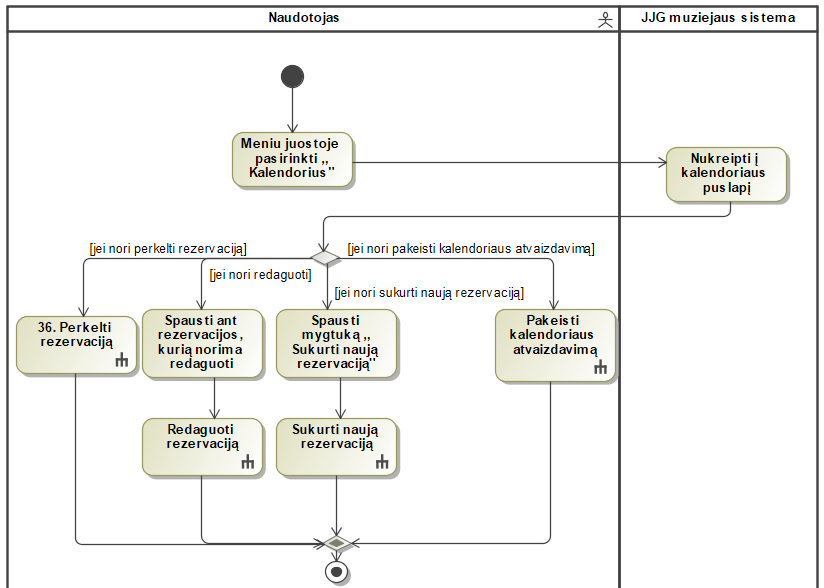 Naudotojas
JJG muziejaus sistema
Meniu juostoje
pasirinkti ,,
Kalendorius"
Nukreipti į
kalendoriaus
puslapį
[jei nori perkelti rezervaciją]
[jei nori pakeisti kalendoriaus atvaizdavimą]
[jei nori redaguoti]
[jei nori sukurti naują rezervaciją]
36. Perkelti
rezervaciją
Spausti ant
rezervacijos,
kurią norima
redaguoti
Spausti
mygtuką ,,
Sukurti naują
rezervaciją"
Pakeisti
kalendoriaus
atvaizdavimą
Redaguoti
rezervaciją
Sukurti naują
rezervaciją